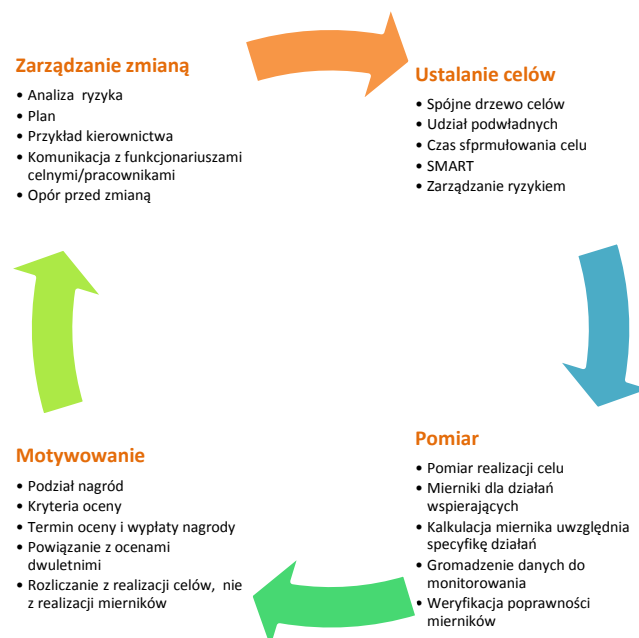 Zarządzanie zmianą
• Analiza ryzyka
• Plan
• Przykład kierownictwa
• Komunikacja z funkcjonariuszami
celnymi/pracownikami
• Opór przed zmianą
Ustalanie celów
• Spójne drzewo celów
• Udział podwładnych
• Czas sfprmułowania celu
• SMART
• Zarządzanie ryzykiem
Motywowanie
• Podział nagród
• Kryteria oceny
• Termin oceny i wypłaty nagrody
• Powiązanie z ocenami
dwuletnimi
• Rozliczanie z realizacji celów, nie
z realizacji mierników
Pomiar
• Pomiar realizacji celu
• Mierniki dla działań
wspierających
• Kalkulacja miernika uwzględnia
specyfikę działań
• Gromadzenie danych do
monitorowania
• Weryfikacja poprawności
mierników